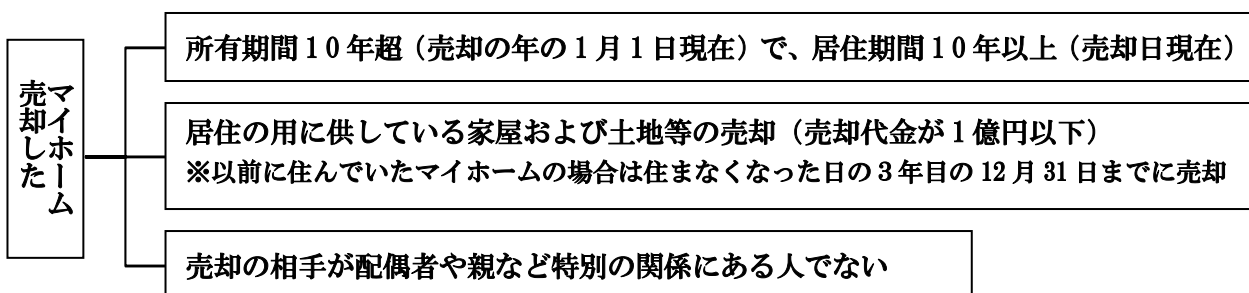 売却した
マイホーム
所有期間１０年超（売却の年の１月１日現在）で、居住期間１０年以上（売却日現在）
居住の用に供している家屋および土地等の売却（売却代金が１億円以下）
※以前に住んでいたマイホームの場合は住まなくなった日の３年目の 12 月 31 日までに売却
売却の相手が配偶者や親など特別の関係にある人でない